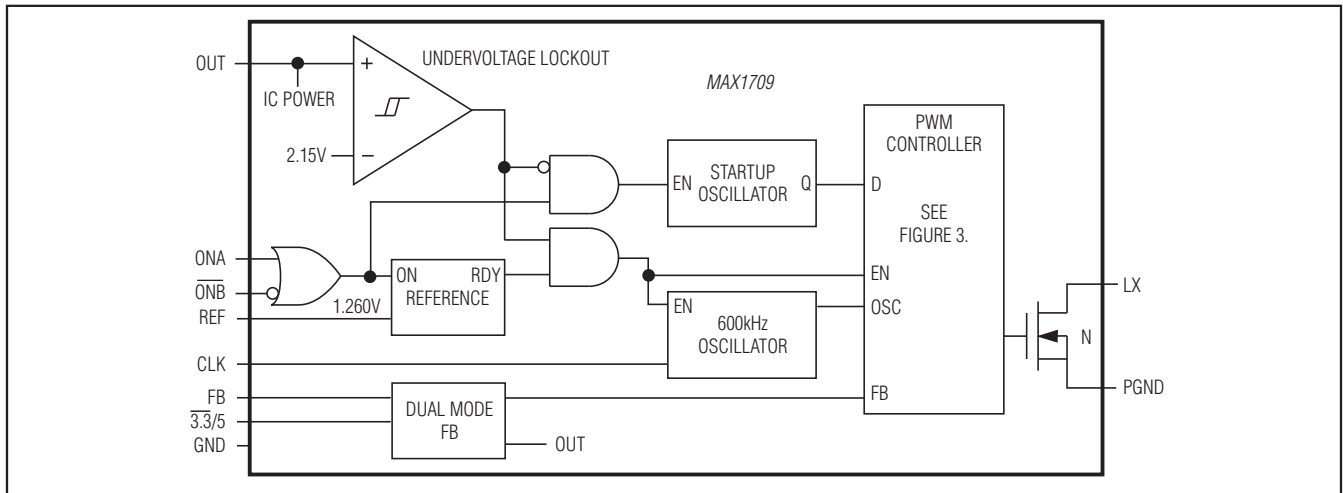 OUT
IC POWER
2.15V
+
−
UNDERVOLTAGE LOCKOUT
MAX1709
EN
STARTUP
OSCILLATOR
Q
PWM
CONTROLLER
D
SEE
FIGURE 3.
EN
OSC
FB
ONA
ONB
REF
1.260V
ON
RDY
REFERENCE
EN
600kHz
OSCILLATOR
CLK
FB
3.3/5
GND
DUAL MODE
FB
OUT
LX
N
PGND